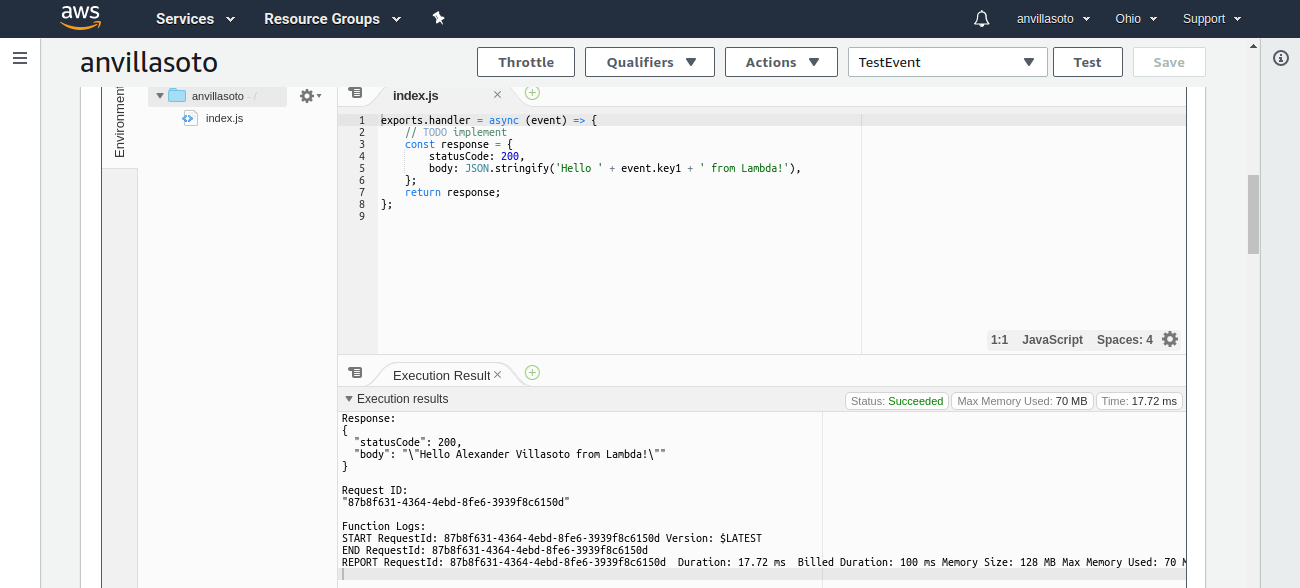 aws Services Resource Groups anvillasoto Ohio Support
anvillasoto Throttle Qualifiers Actions TestEvent Test Save
Environment
anvillasoto - /
index.js
index.js
1 exports.handler = async (event) => {
2 // TODO implement
3 const response = {
4 statusCode: 200,
5 body: JSON.stringify('Hello ' + event.key1 + ' from Lambda!'),
6 };
7 return response;
8 };
9
1:1 JavaScript Spaces: 4
Execution Result
Execution results Status: Succeeded Max Memory Used: 70 MB Time: 17.72 ms
Response:
{
"statusCode": 200,
"body": "\"Hello Alexander Villasoto from Lambda!\""
}
Request ID:
"87b8f631-4364-4ebd-8fe6-3939f8c6150d"
Function Logs:
START RequestId: 87b8f631-4364-4ebd-8fe6-3939f8c6150d Version: $LATEST
END RequestId: 87b8f631-4364-4ebd-8fe6-3939f8c6150d
REPORT RequestId: 87b8f631-4364-4ebd-8fe6-3939f8c6150d Duration: 17.72 ms Billed Duration: 100 ms Memory Size: 128 MB Max Memory Used: 70 M